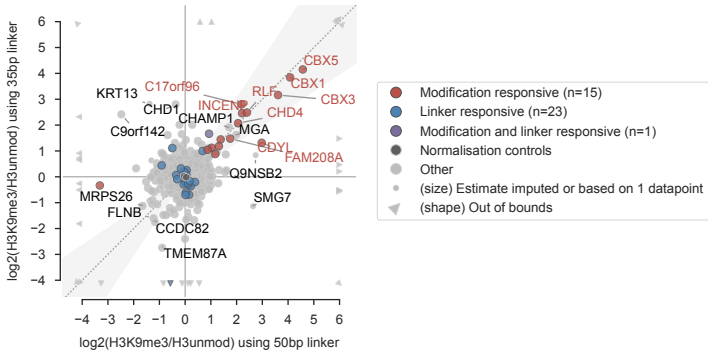 log2(H3K9me3/H3unmod) using 35bp linker
6
5
4
3
2
1
0
−1
−2
−3
−4
CBX5
CBX1
CBX3
C17orf96
RLF
INCENP
CHD4
CDYL
FAM208A
KRT13
CHD1
C9orf142
CHAMP1
MGA
Q9NSB2
SMG7
MRPS26
FLNB
CCDC82
TMEM87A
−4 −3 −2 −1 0 1 2 3 4 5 6
log2(H3K9me3/H3unmod) using 50bp linker
Modification responsive (n=15)
Linker responsive (n=23)
Modification and linker responsive (n=1)
Normalisation controls
Other
(size) Estimate imputed or based on 1 datapoint
(shape) Out of bounds